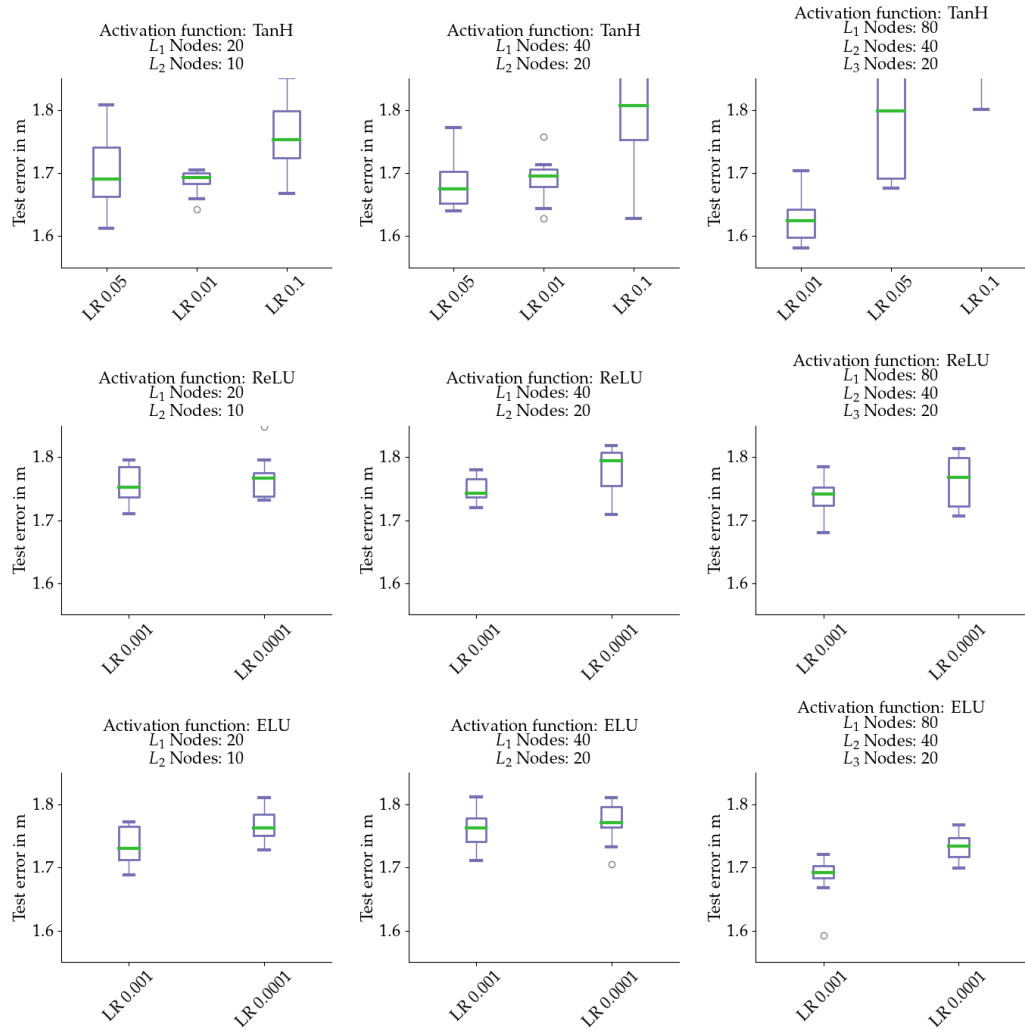 Activation function: TanH
L₁ Nodes: 20
L₂ Nodes: 10
Test error in m
1.8
1.7
1.6
LR 0.05
LR 0.01
LR 0.1
Activation function: TanH
L₁ Nodes: 40
L₂ Nodes: 20
Test error in m
1.8
1.7
1.6
LR 0.05
LR 0.01
LR 0.1
Activation function: TanH
L₁ Nodes: 80
L₂ Nodes: 40
L₃ Nodes: 20
Test error in m
1.8
1.7
1.6
LR 0.01
LR 0.05
LR 0.1
Activation function: ReLU
L₁ Nodes: 20
L₂ Nodes: 10
Test error in m
1.8
1.7
1.6
LR 0.001
LR 0.0001
Activation function: ReLU
L₁ Nodes: 40
L₂ Nodes: 20
Test error in m
1.8
1.7
1.6
LR 0.001
LR 0.0001
Activation function: ReLU
L₁ Nodes: 80
L₂ Nodes: 40
L₃ Nodes: 20
Test error in m
1.8
1.7
1.6
LR 0.001
LR 0.0001
Activation function: ELU
L₁ Nodes: 20
L₂ Nodes: 10
Test error in m
1.8
1.7
1.6
LR 0.001
LR 0.0001
Activation function: ELU
L₁ Nodes: 40
L₂ Nodes: 20
Test error in m
1.8
1.7
1.6
LR 0.001
LR 0.0001
Activation function: ELU
L₁ Nodes: 80
L₂ Nodes: 40
L₃ Nodes: 20
Test error in m
1.8
1.7
1.6
LR 0.001
LR 0.0001